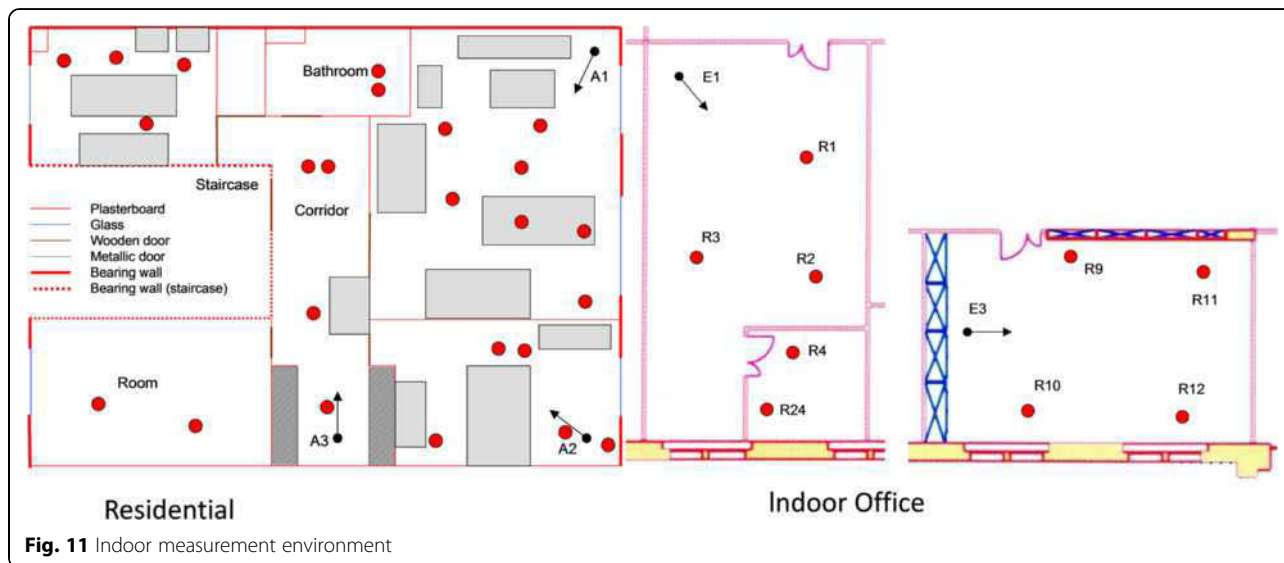 Bathroom
A1
Staircase
Corridor
Plasterboard
Glass
Wooden door
Metallic door
Bearing wall
Bearing wall (staircase)
Room
A3
A2
E1
R1
R3
R2
R4
R24
R9
R11
E3
R10
R12
Residential
Indoor Office
Fig. 11 Indoor measurement environment